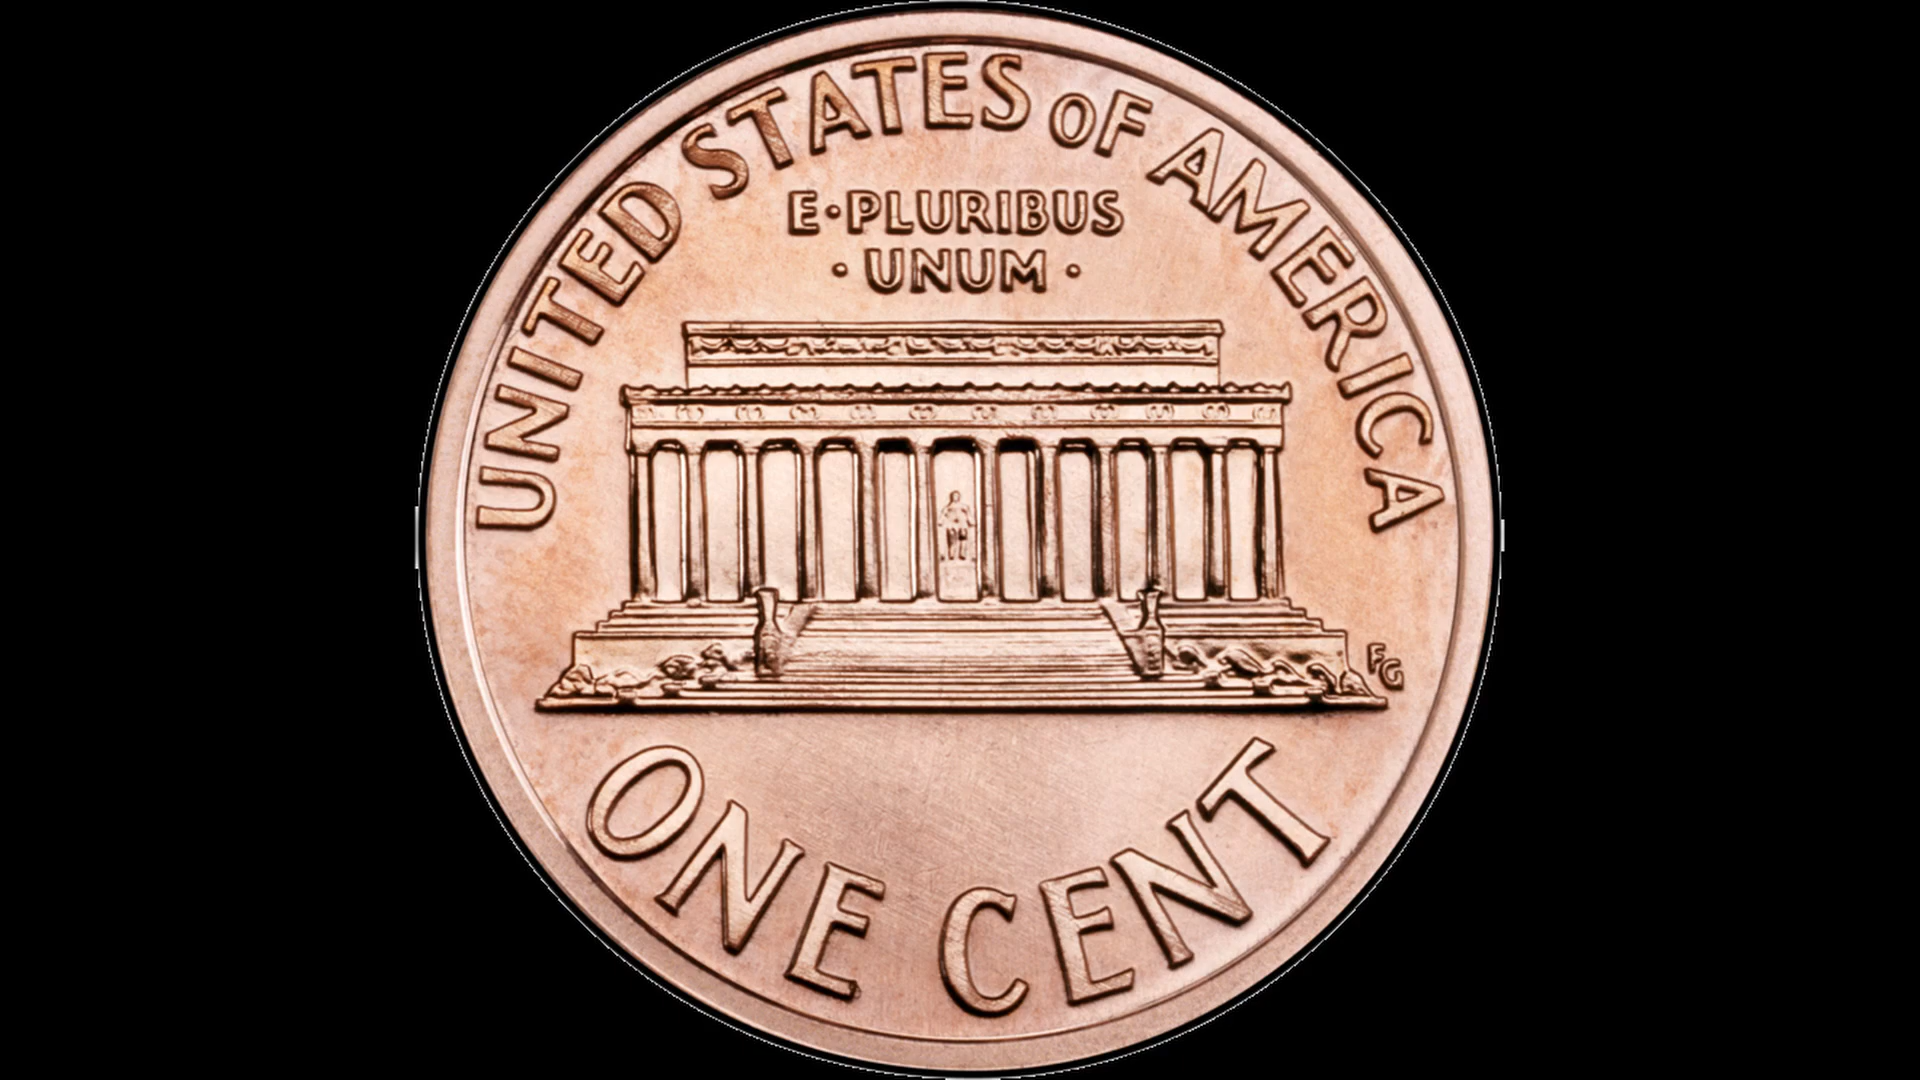 UNITED STATES OF AMERICA
E·PLURIBUS
·UNUM·
FG
ONE CENT